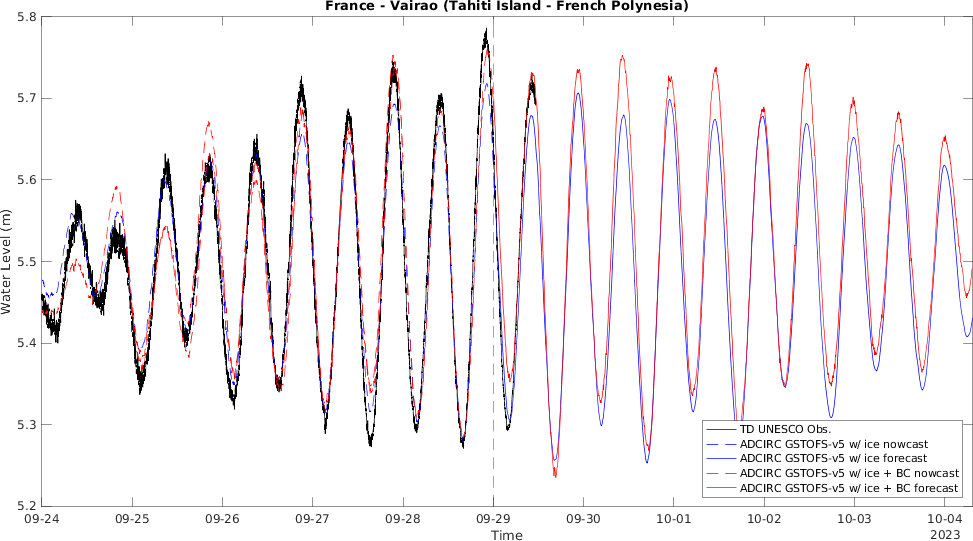 France - Vairao (Tahiti Island - French Polynesia)
Water Level (m)
5.8
5.7
5.6
5.5
5.4
5.3
5.2
TD UNESCO Obs.
ADCIRC GSTOFS-v5 w/ ice nowcast
ADCIRC GSTOFS-v5 w/ ice forecast
ADCIRC GSTOFS-v5 w/ ice + BC nowcast
ADCIRC GSTOFS-v5 w/ ice + BC forecast
09-24 09-25 09-26 09-27 09-28 09-29 09-30 10-01 10-02 10-03 10-04
Time
2023